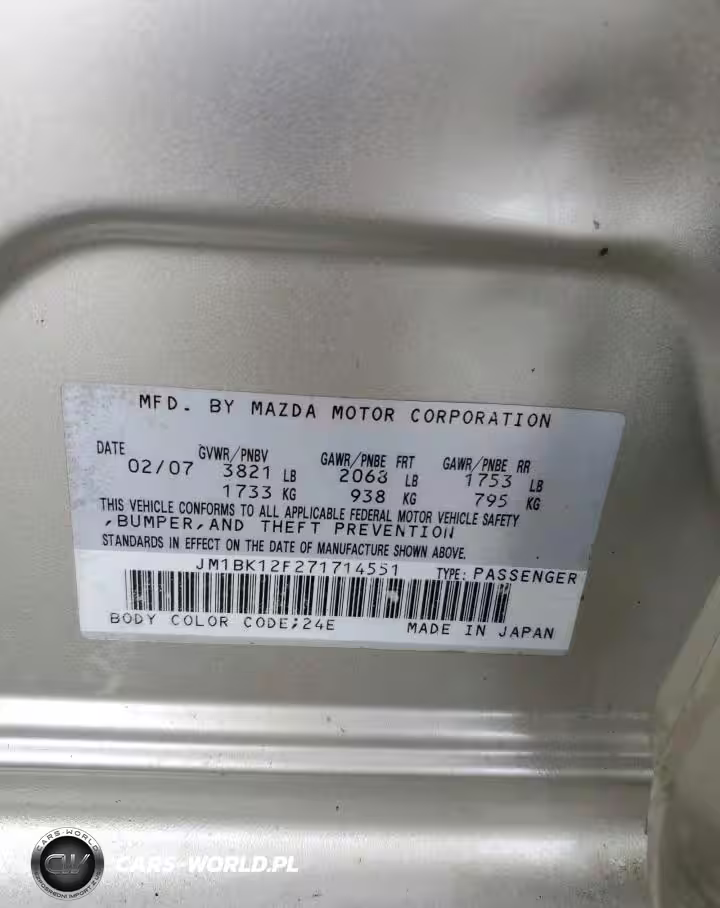 MFD. BY MAZDA MOTOR CORPORATION
DATE GVWR/PNBV GAWR/PNBE FRT GAWR/PNBE RR
02/07 3821 LB 2068 LB 1753 LB
1733 KG 938 KG 795 KG
THIS VEHICLE CONFORMS TO ALL APPLICABLE FEDERAL MOTOR VEHICLE SAFETY
,BUMPER,AND THEFT PREVENTION
STANDARDS IN EFFECT ON THE DATE OF MANUFACTURE SHOWN ABOVE.
JM1BK12F271714551 TYPE: PASSENGER
BODY COLOR CODE;24E MADE IN JAPAN
CARS-WORLD
CARS-WORLD.PL